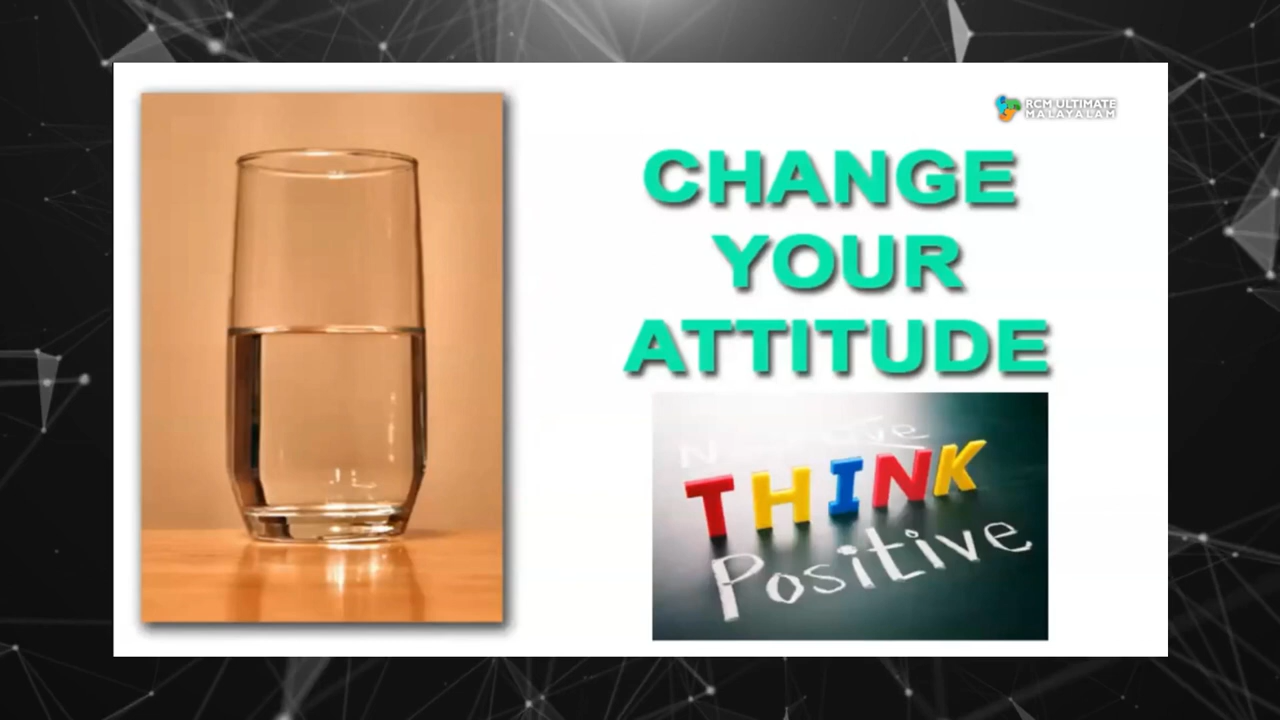 RCM ULTIMATE
MALAYALAM
CHANGE
YOUR
ATTITUDE
THINK
Positive